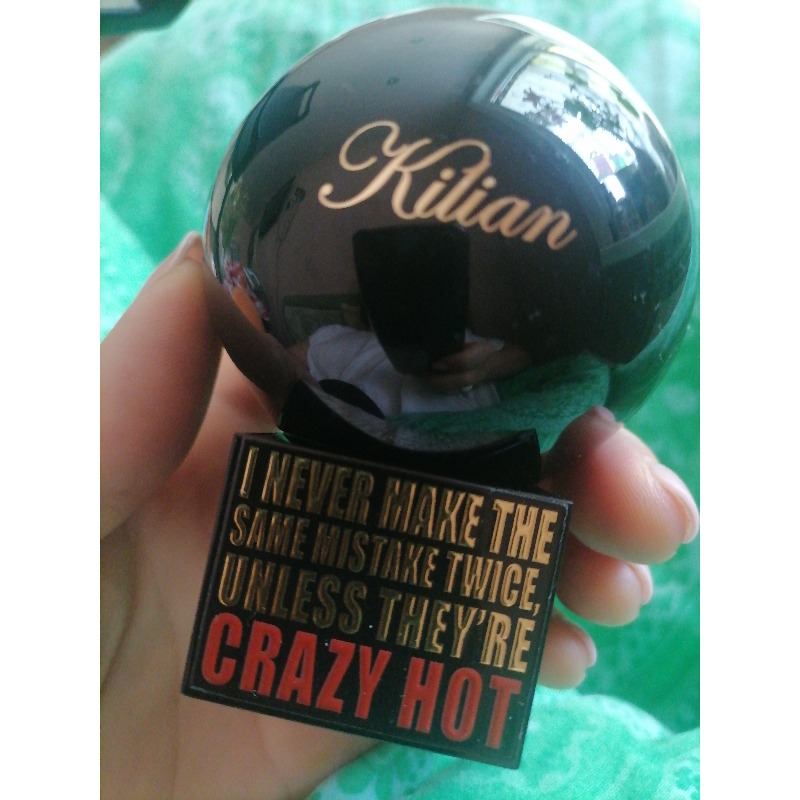 Kilian
I NEVER MAKE THE
SAME MISTAKE TWICE,
UNLESS THEY'RE
CRAZY HOT